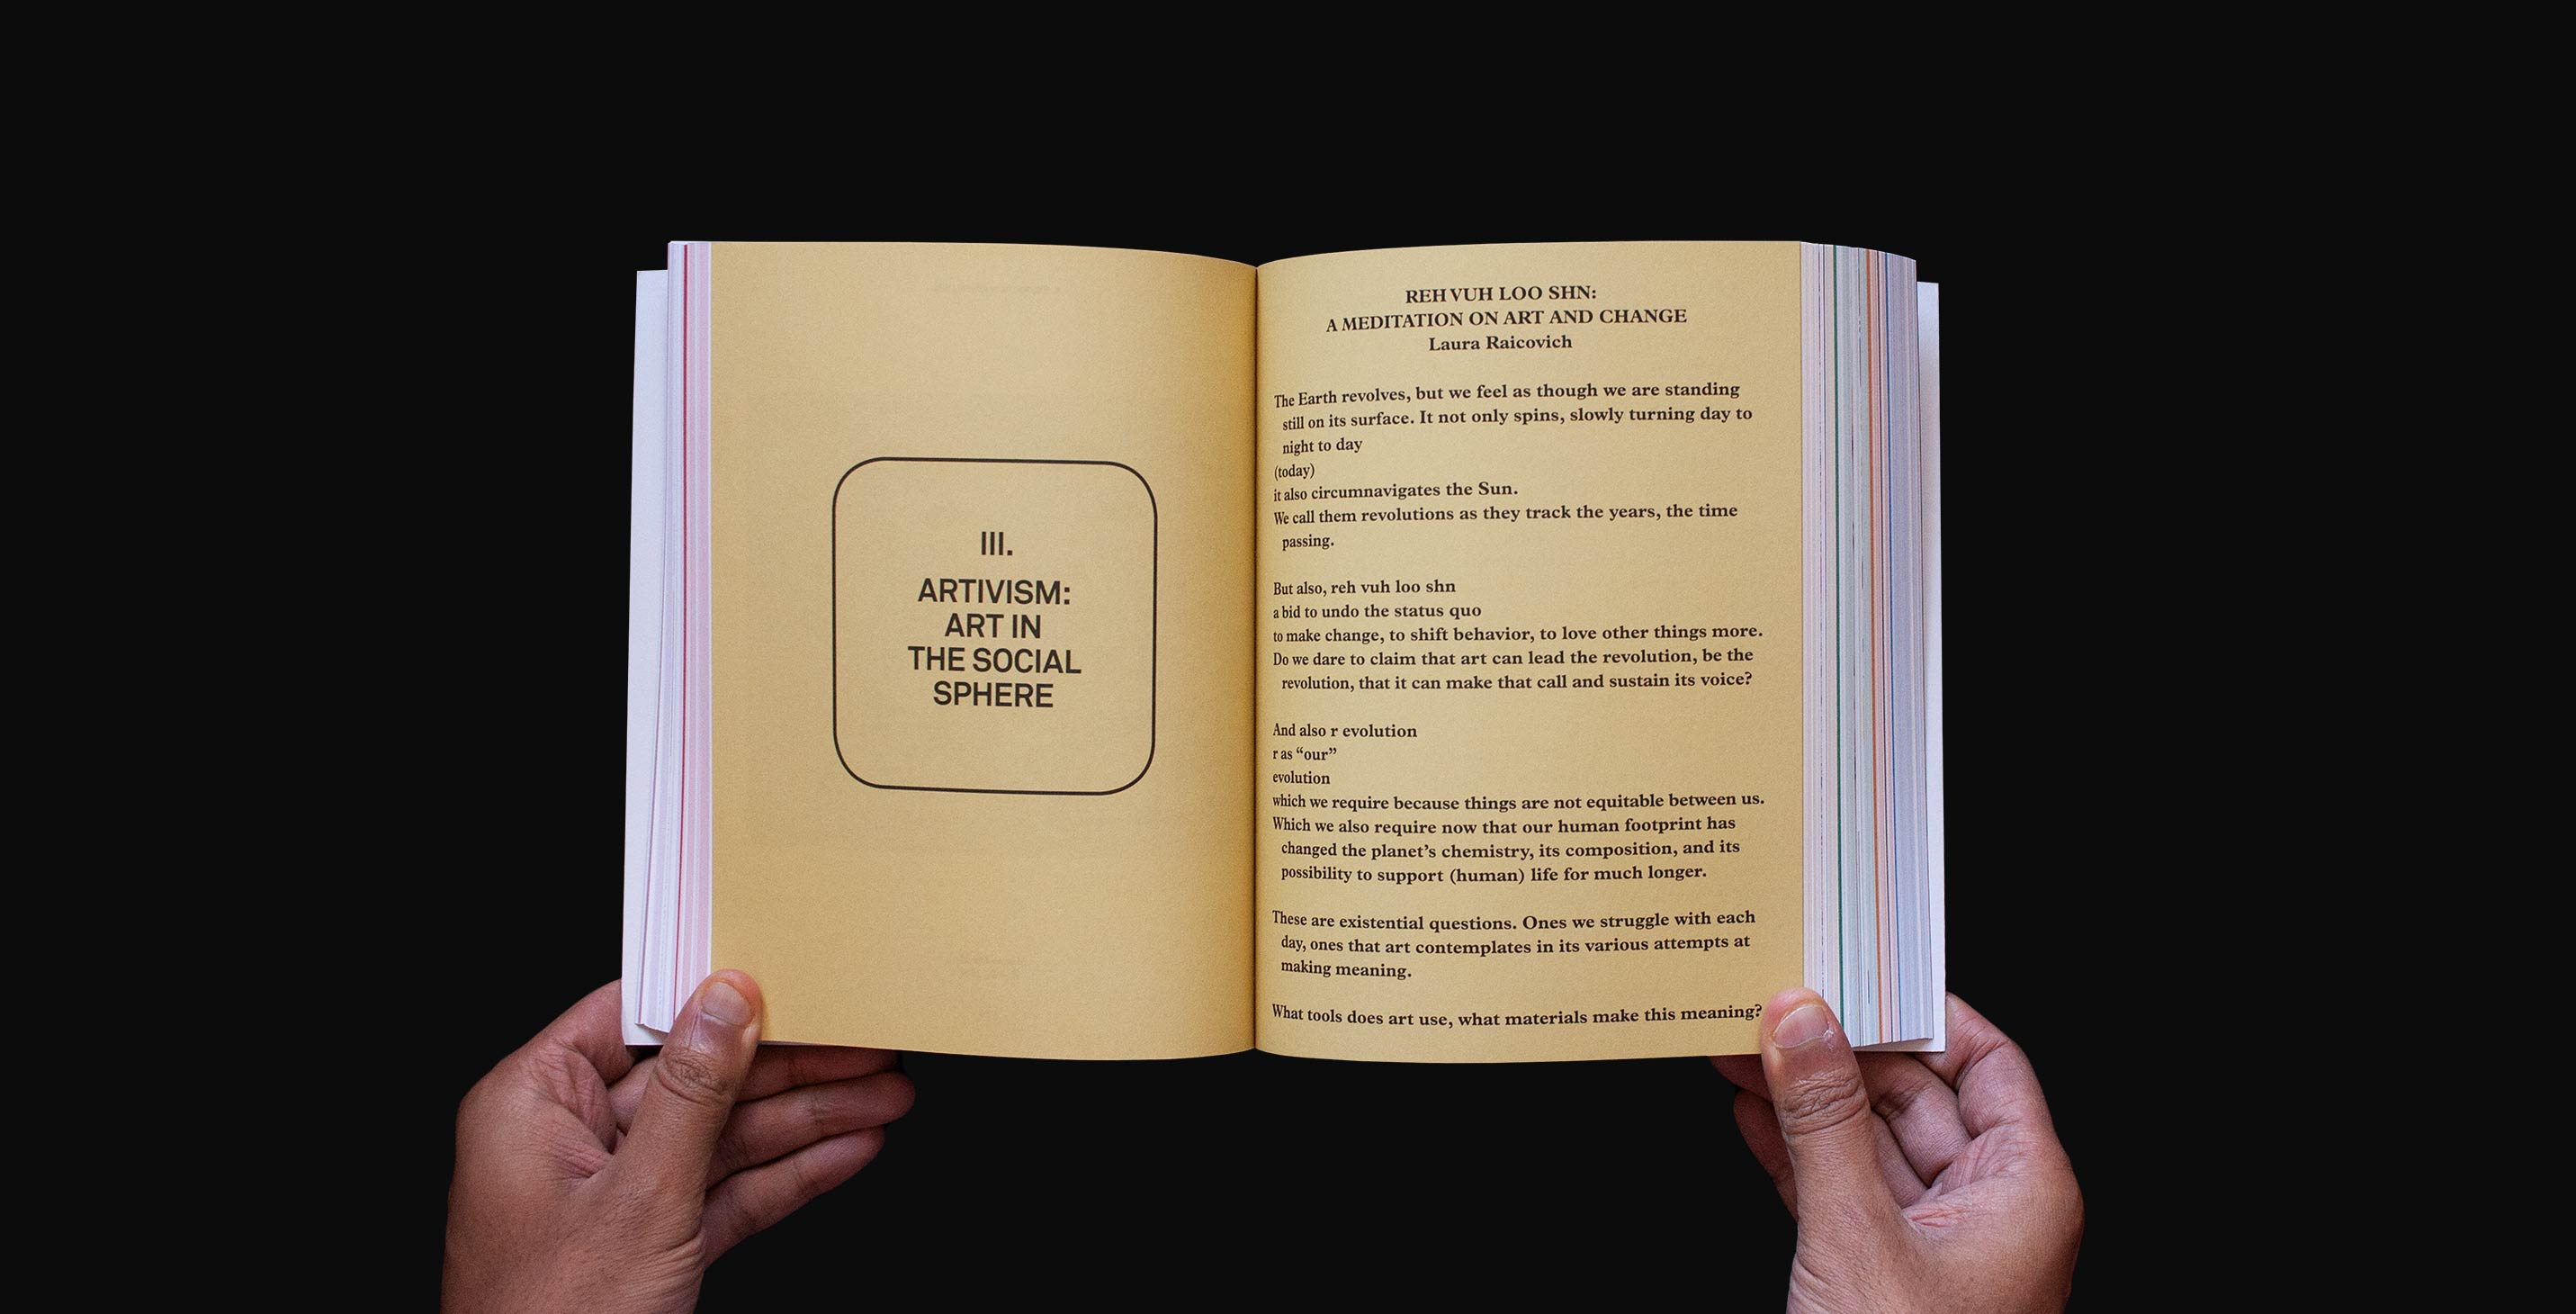 III.
ARTIVISM:
ART IN
THE SOCIAL
SPHERE
REH VUH LOO SHN:
A MEDITATION ON ART AND CHANGE
Laura Raicovich
The Earth revolves, but we feel as though we are standing
still on its surface. It not only spins, slowly turning day to
night to day
(today)
it also circumnavigates the Sun.
We call them revolutions as they track the years, the time
passing.
But also, reh vuh loo shn
a bid to undo the status quo
to make change, to shift behavior, to love other things more.
Do we dare to claim that art can lead the revolution, be the
revolution, that it can make that call and sustain its voice?
And also r evolution
r as “our”
evolution
which we require because things are not equitable between us.
Which we also require now that our human footprint has
changed the planet’s chemistry, its composition, and its
possibility to support (human) life for much longer.
These are existential questions. Ones we struggle with each
day, ones that art contemplates in its various attempts at
making meaning.
What tools does art use, what materials make this meaning?